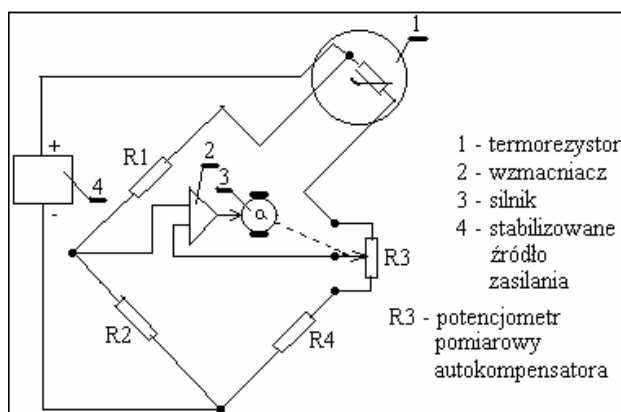 1
+
-
4
R1
2
3
a
R3
R2
R4
1 - termorezystor
2 - wzmacniacz
3 - silnik
4 - stabilizowane
źródło
zasilania
R3 - potencjometr
pomiarowy
autokompensatora